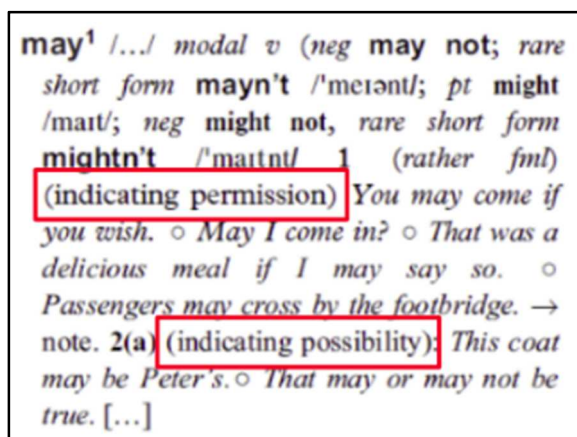 may¹ /.../ modal v (neg may not; rare
short form mayn't /'meɪənt/; pt might
/maɪt/; neg might not, rare short form
mightn't /'maɪtnt/ 1 (rather fml)
(indicating permission) You may come if
you wish. ○ May I come in? ○ That was a
delicious meal if I may say so. ○
Passengers may cross by the footbridge. →
note. 2(a) (indicating possibility): This coat
may be Peter's. ○ That may or may not be
true. [...]